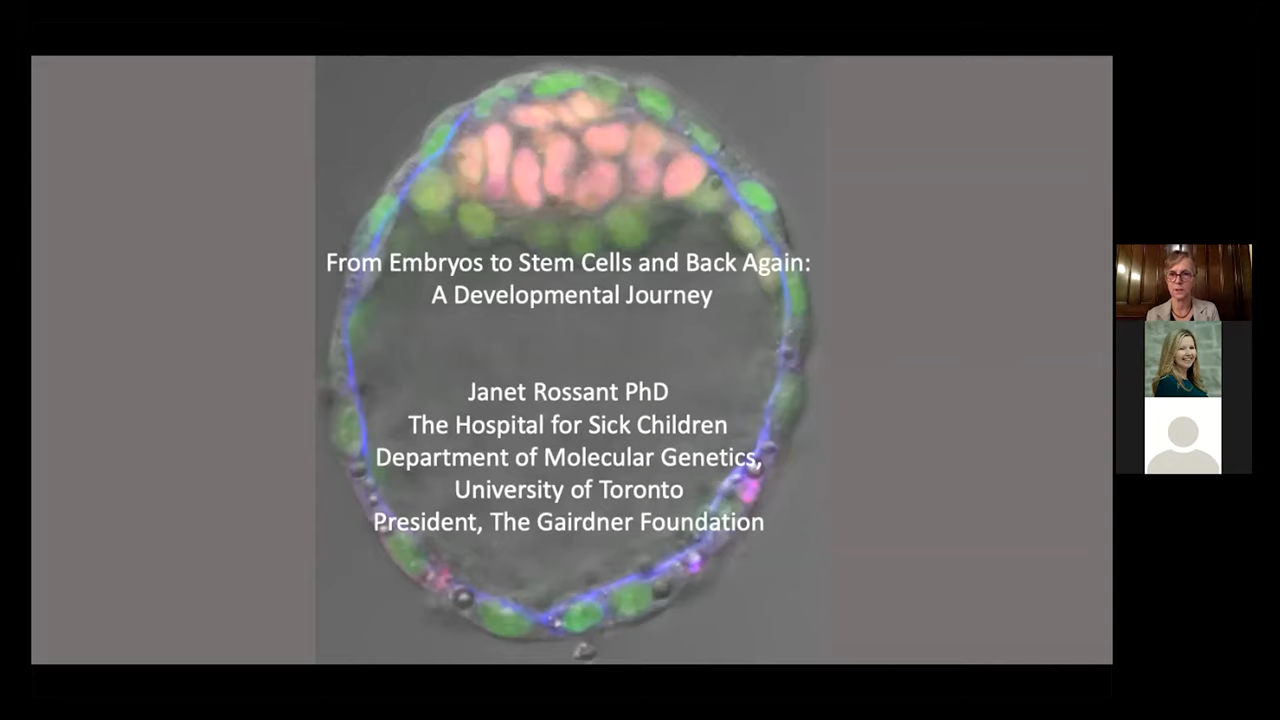 From Embryos to Stem Cells and Back Again:
A Developmental Journey
Janet Rossant PhD
The Hospital for Sick Children
Department of Molecular Genetics,
University of Toronto
President, The Gairdner Foundation